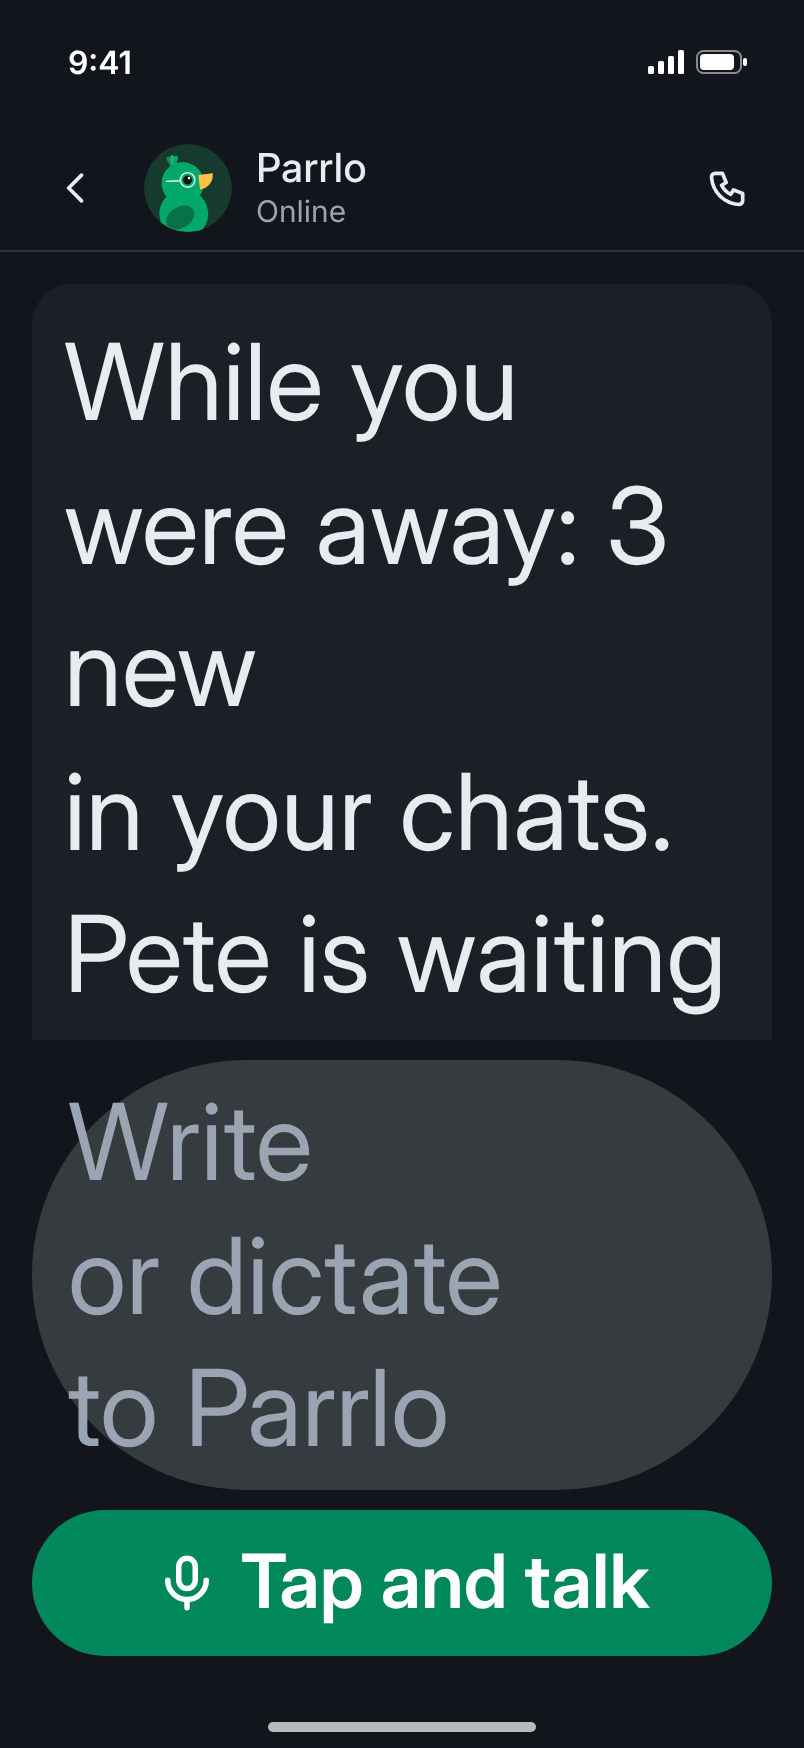 9:41
Parrlo
Online
While you
were away: 3
new
in your chats.
Pete is waiting
Write
or dictate
to Parrlo
Tap and talk